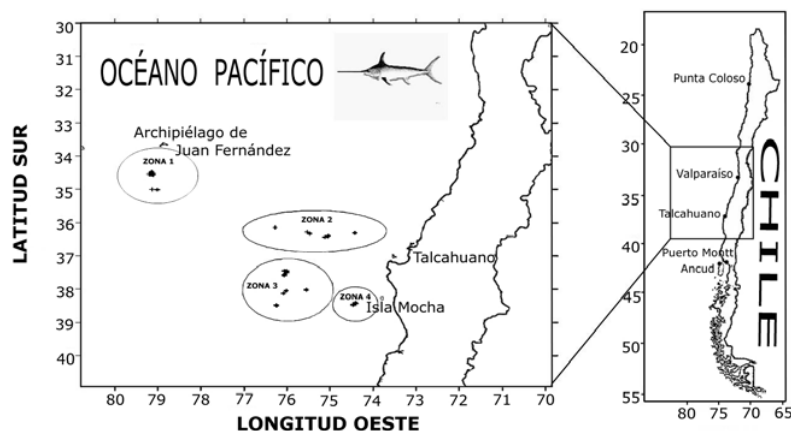 OCÉANO PACÍFICO
Archipiélago de
Juan Fernández
ZONA 1
ZONA 2
Talcahuano
ZONA 3
ZONA 4
Isla Mocha
LATITUD SUR
30
31
32
33
34
35
36
37
38
39
40
80
79
78
77
76
75
74
73
72
71
70
LONGITUD OESTE
20
25
30
35
40
45
50
55
Punta Coloso
Valparaíso
Talcahuano
Puerto Montt
Ancud
CHILE
80
75
70
65